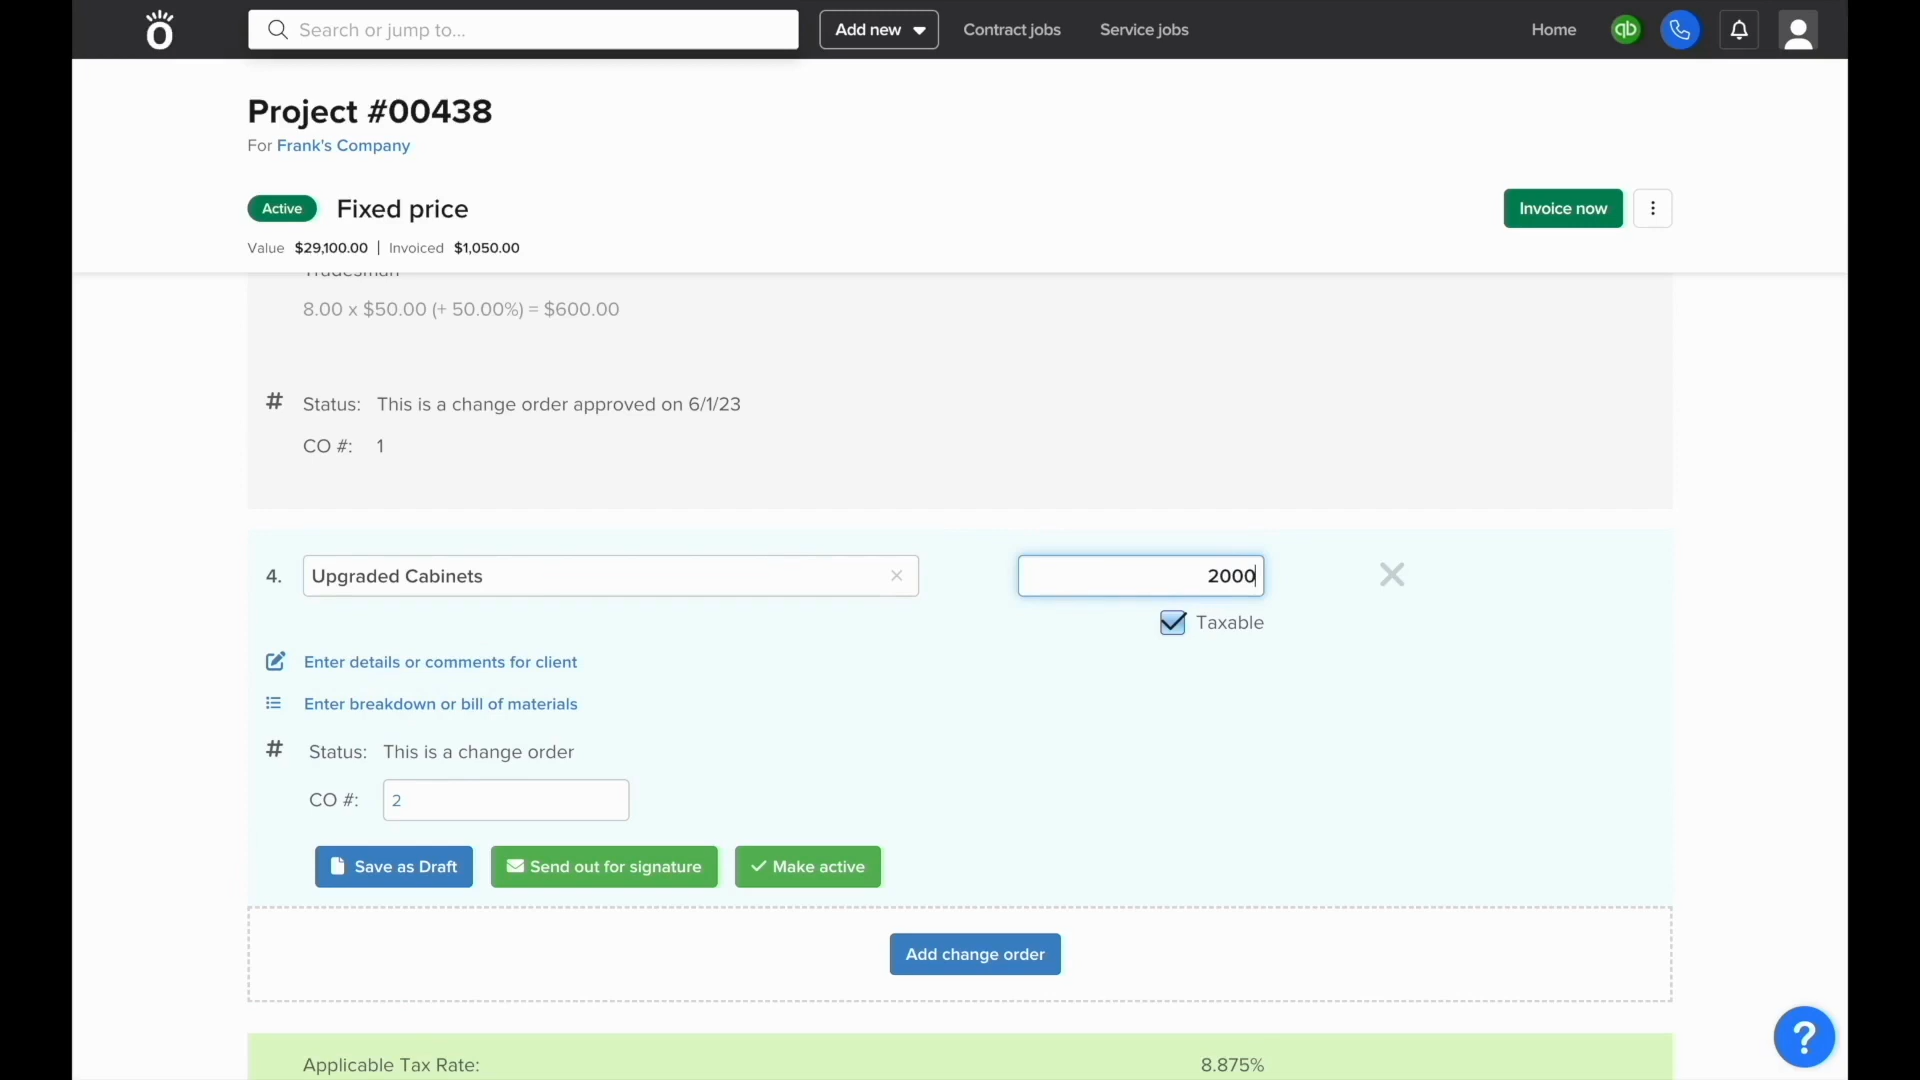 Search or jump to...
Add new
Contract jobs
Service jobs
Home
qb
Project #00438
For Frank's Company
Active
Fixed price
Invoice now
Value $29,100.00 | Invoiced $1,050.00
Tradesman
8.00 x $50.00 (+ 50.00%) = $600.00
# Status: This is a change order approved on 6/1/23
CO #: 1
4. Upgraded Cabinets
2000
Taxable
Enter details or comments for client
Enter breakdown or bill of materials
# Status: This is a change order
CO #: 2
Save as Draft
Send out for signature
Make active
Add change order
?
Applicable Tax Rate: 8.875%